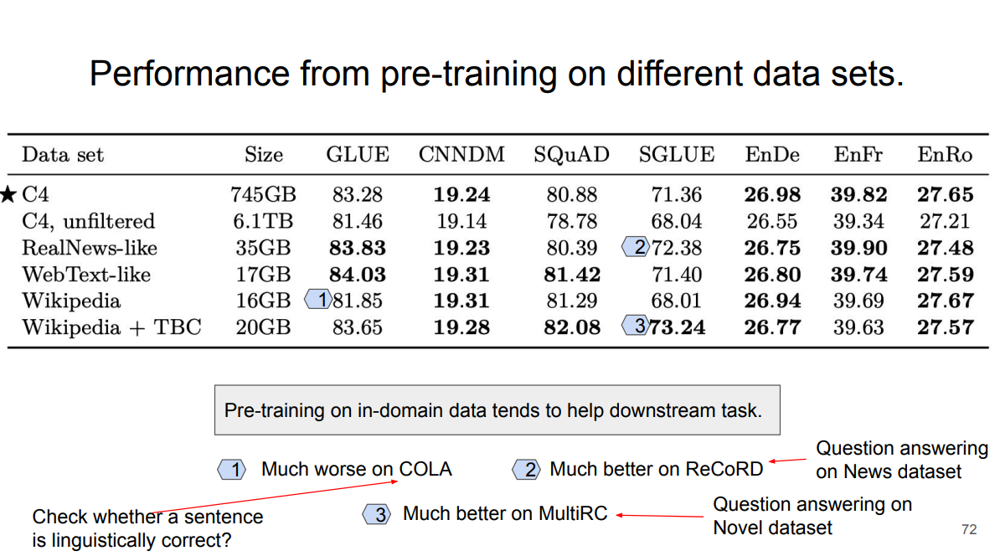 Performance from pre-training on different data sets.
Data set Size GLUE CNNDM SQuAD SGLUE EnDe EnFr EnRo
★ C4 745GB 83.28 19.24 80.88 71.36 26.98 39.82 27.65
C4, unfiltered 6.1TB 81.46 19.14 78.78 68.04 26.55 39.34 27.21
RealNews-like 35GB 83.83 19.23 80.39 2 72.38 26.75 39.90 27.48
WebText-like 17GB 84.03 19.31 81.42 71.40 26.80 39.74 27.59
Wikipedia 16GB 1 81.85 19.31 81.29 68.01 26.94 39.69 27.67
Wikipedia + TBC 20GB 83.65 19.28 82.08 3 73.24 26.77 39.63 27.57
Pre-training on in-domain data tends to help downstream task.
1 Much worse on COLA
2 Much better on ReCoRD
Question answering
on News dataset
Check whether a sentence
is linguistically correct?
3 Much better on MultiRC
Question answering on
Novel dataset
72